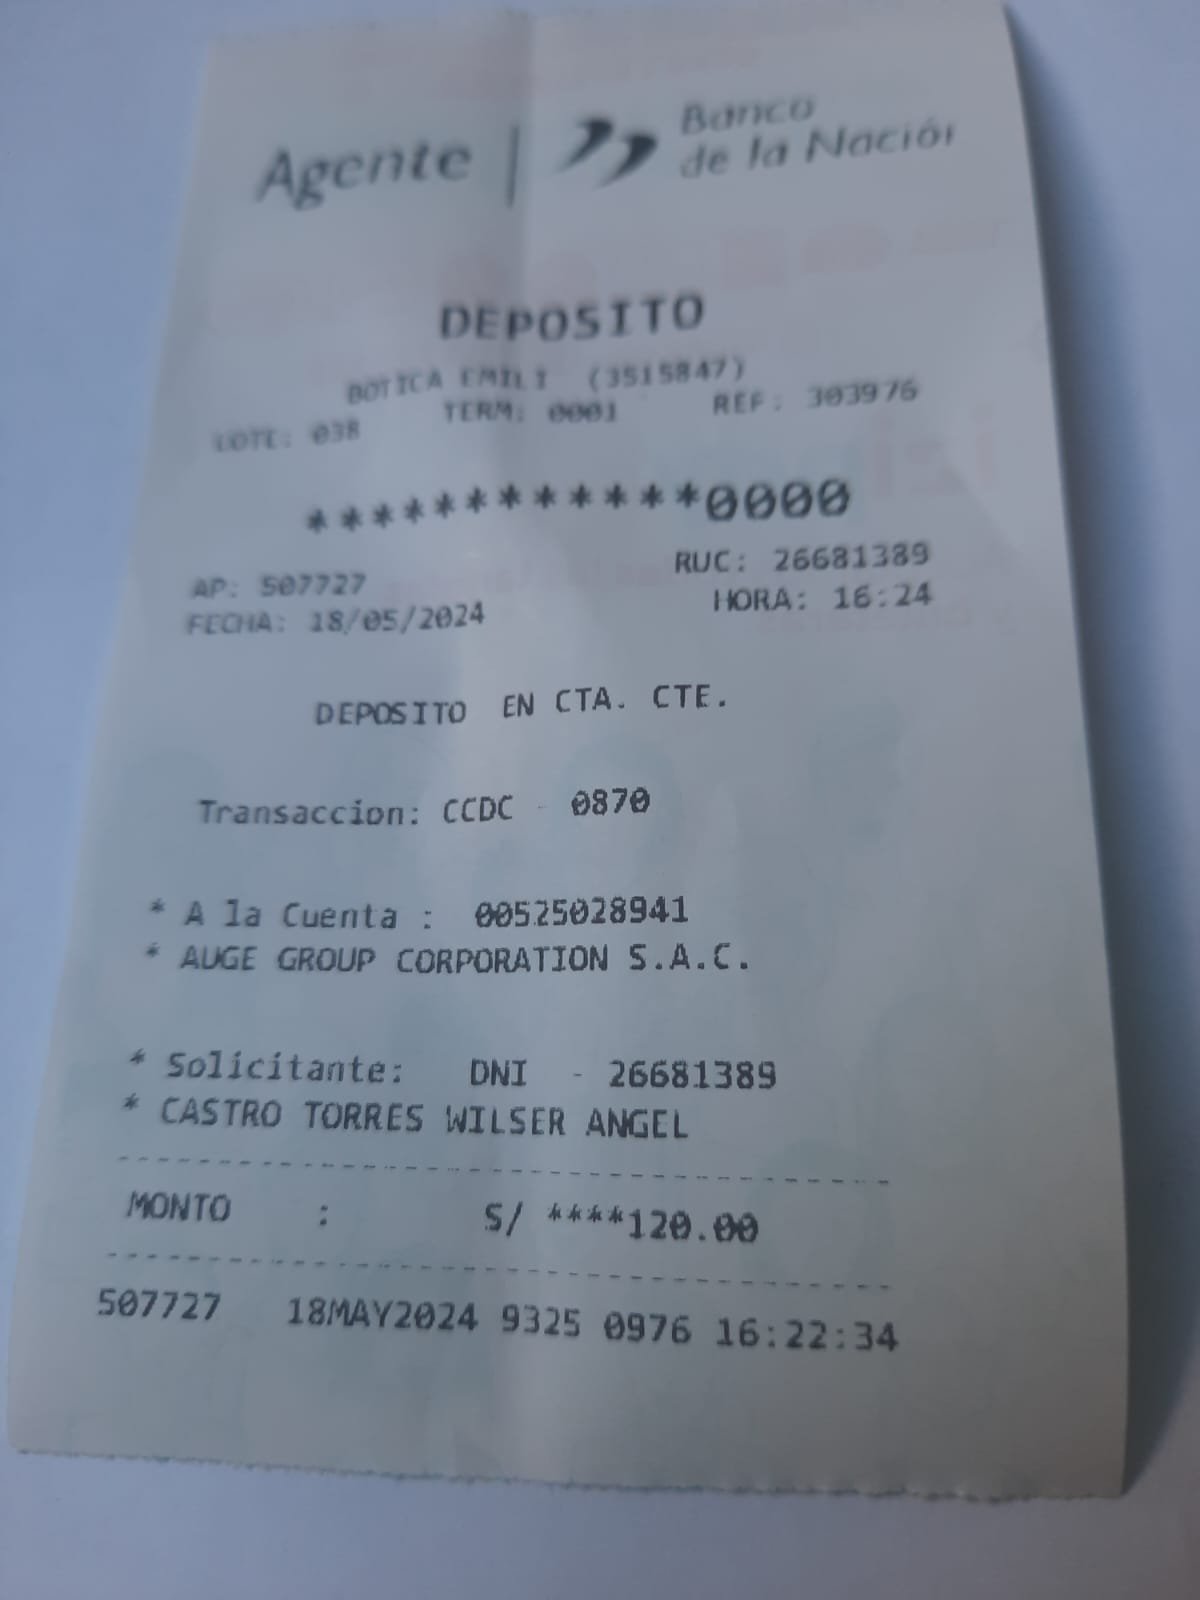 Agente | Banco
de la Nación
DEPOSITO
BOTICA EMILI (3515847)
LOTE: 038 TERM: 0001 REF: 303976
************0000
AP: 507727 RUC: 26681389
FECHA: 18/05/2024 HORA: 16:24
DEPOSITO EN CTA. CTE.
Transaccion: CCDC - 0870
* A la Cuenta : 00525028941
* AUGE GROUP CORPORATION S.A.C.
* Solicitante: DNI - 26681389
* CASTRO TORRES WILSER ANGEL
MONTO : S/ ****120.00
507727 18MAY2024 9325 0976 16:22:34